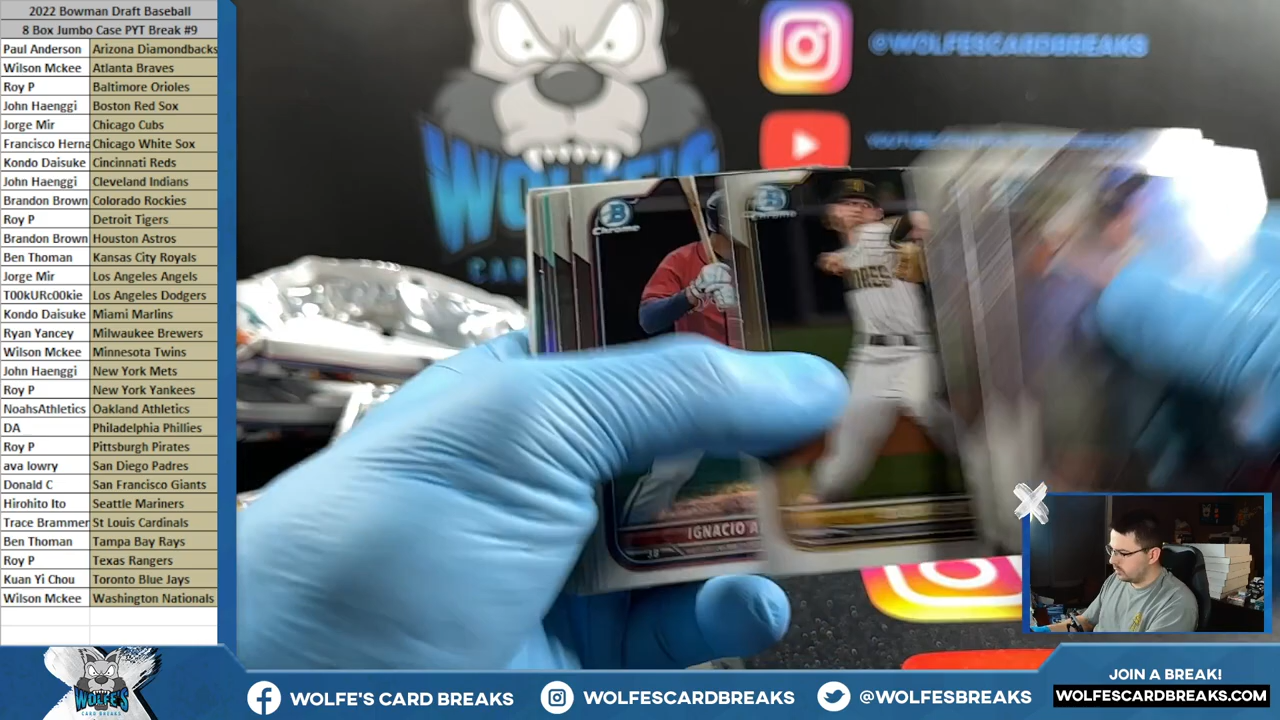 2022 Bowman Draft Baseball
8 Box Jumbo Case PYT Break #9
Paul Anderson Arizona Diamondbacks
Wilson Mckee Atlanta Braves
Roy P Baltimore Orioles
John Haenggi Boston Red Sox
Jorge Mir Chicago Cubs
Francisco Herna Chicago White Sox
Kondo Daisuke Cincinnati Reds
John Haenggi Cleveland Indians
Brandon Brown Colorado Rockies
Roy P Detroit Tigers
Brandon Brown Houston Astros
Ben Thoman Kansas City Royals
Jorge Mir Los Angeles Angels
T00kURc00kie Los Angeles Dodgers
Kondo Daisuke Miami Marlins
Ryan Yancey Milwaukee Brewers
Wilson Mckee Minnesota Twins
John Haenggi New York Mets
Roy P New York Yankees
NoahsAthletics Oakland Athletics
DA Philadelphia Phillies
Roy P Pittsburgh Pirates
ava lowry San Diego Padres
Donald C San Francisco Giants
Hirohito Ito Seattle Mariners
Trace Brammer St Louis Cardinals
Ben Thoman Tampa Bay Rays
Roy P Texas Rangers
Kuan Yi Chou Toronto Blue Jays
Wilson Mckee Washington Nationals
@WOLFESCARDBREAKS
B
Chrome
B
Chrome
IGNACIO A
38
WOLFE'S
CARD BREAKS
WOLFE'S CARD BREAKS
WOLFESCARDBREAKS
@WOLFESBREAKS
JOIN A BREAK!
WOLFESCARDBREAKS.COM